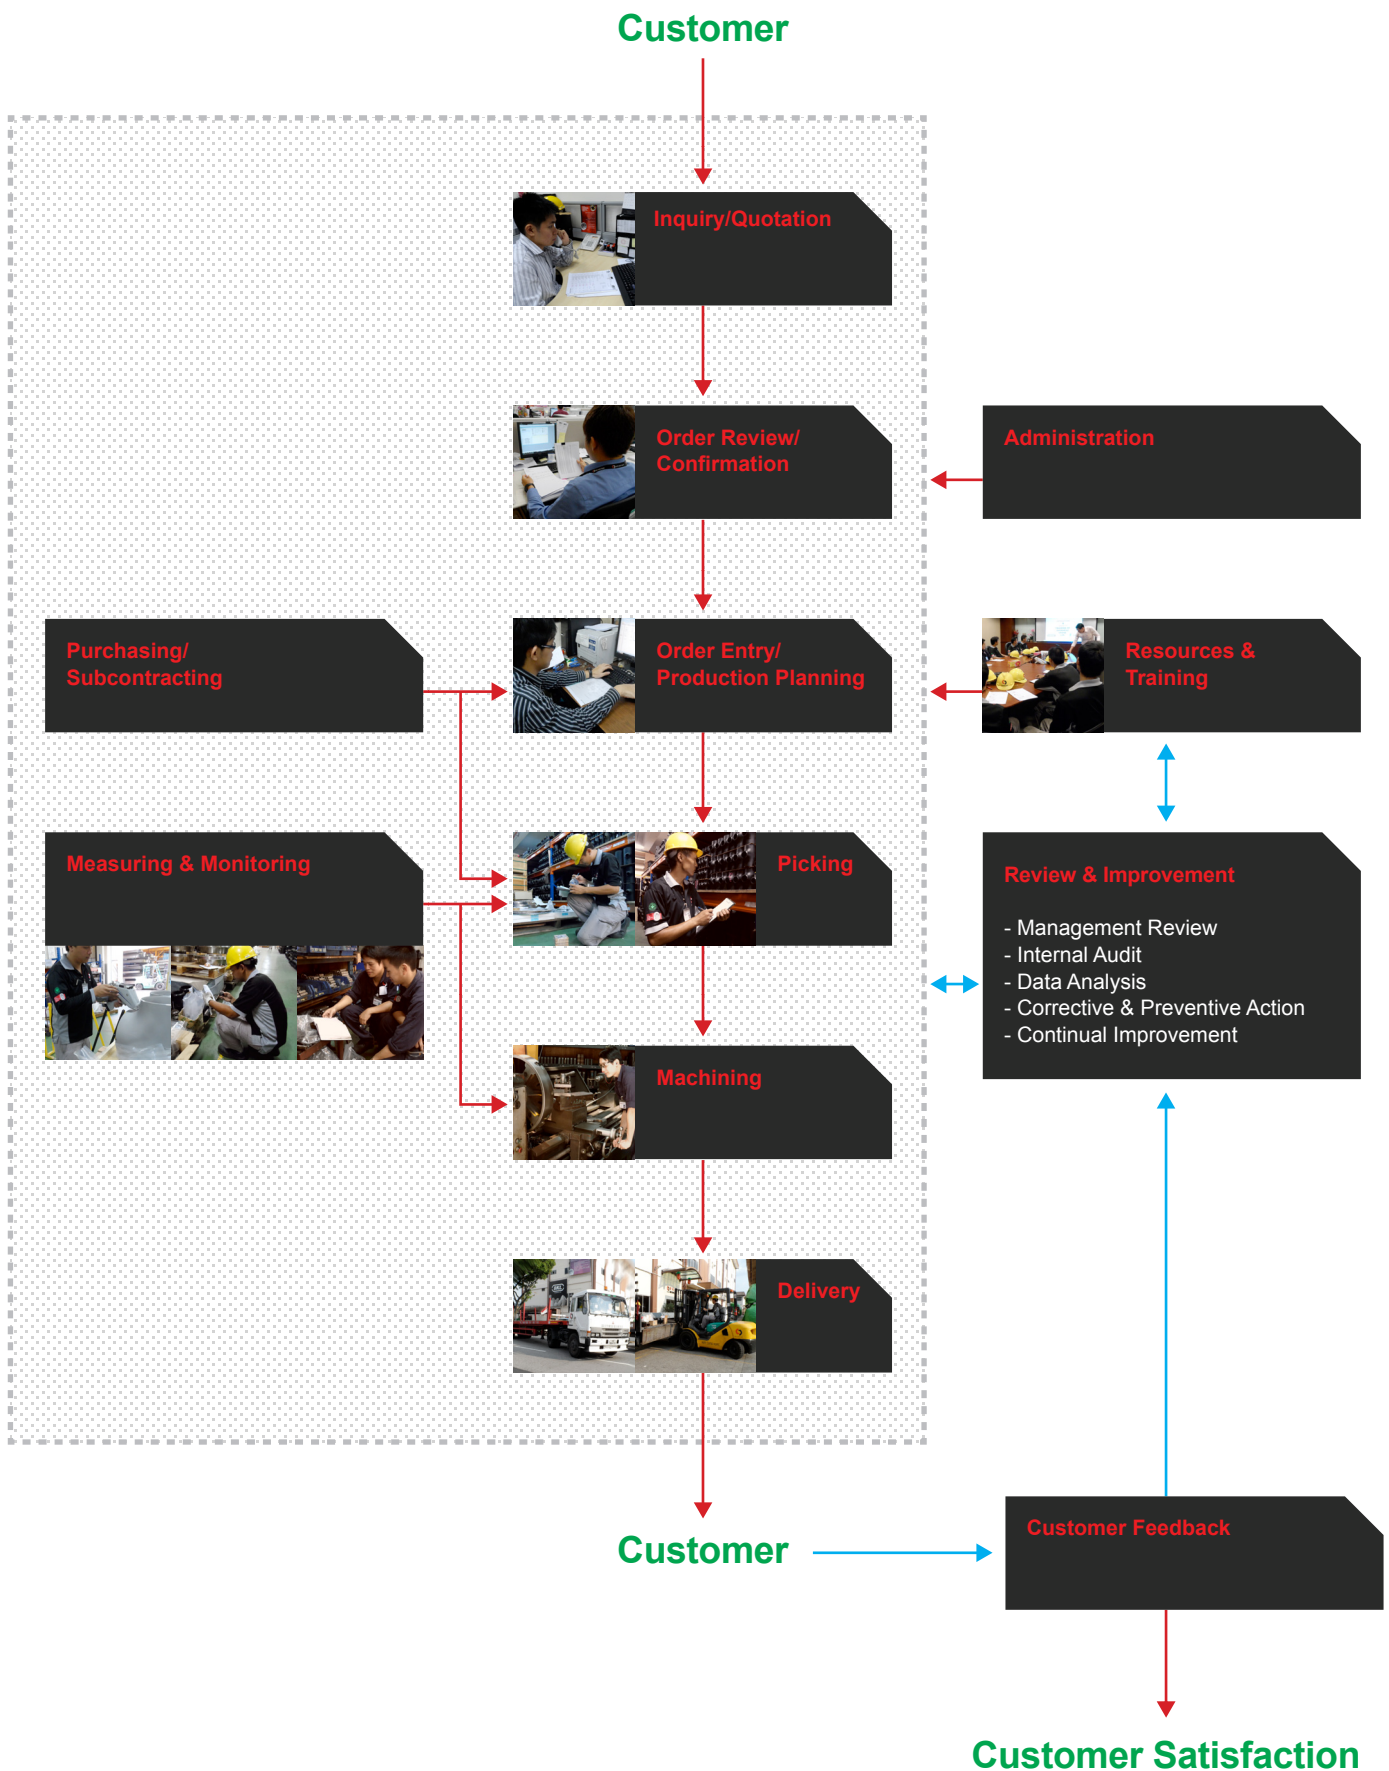 Customer
Inquiry/Quotation
Order Review/
Confirmation
Administration
Purchasing/
Subcontracting
Order Entry/
Production Planning
Resources &
Training
Measuring & Monitoring
Picking
Review & Improvement
- Management Review
- Internal Audit
- Data Analysis
- Corrective & Preventive Action
- Continual Improvement
Machining
Delivery
Customer
Customer Feedback
Customer Satisfaction